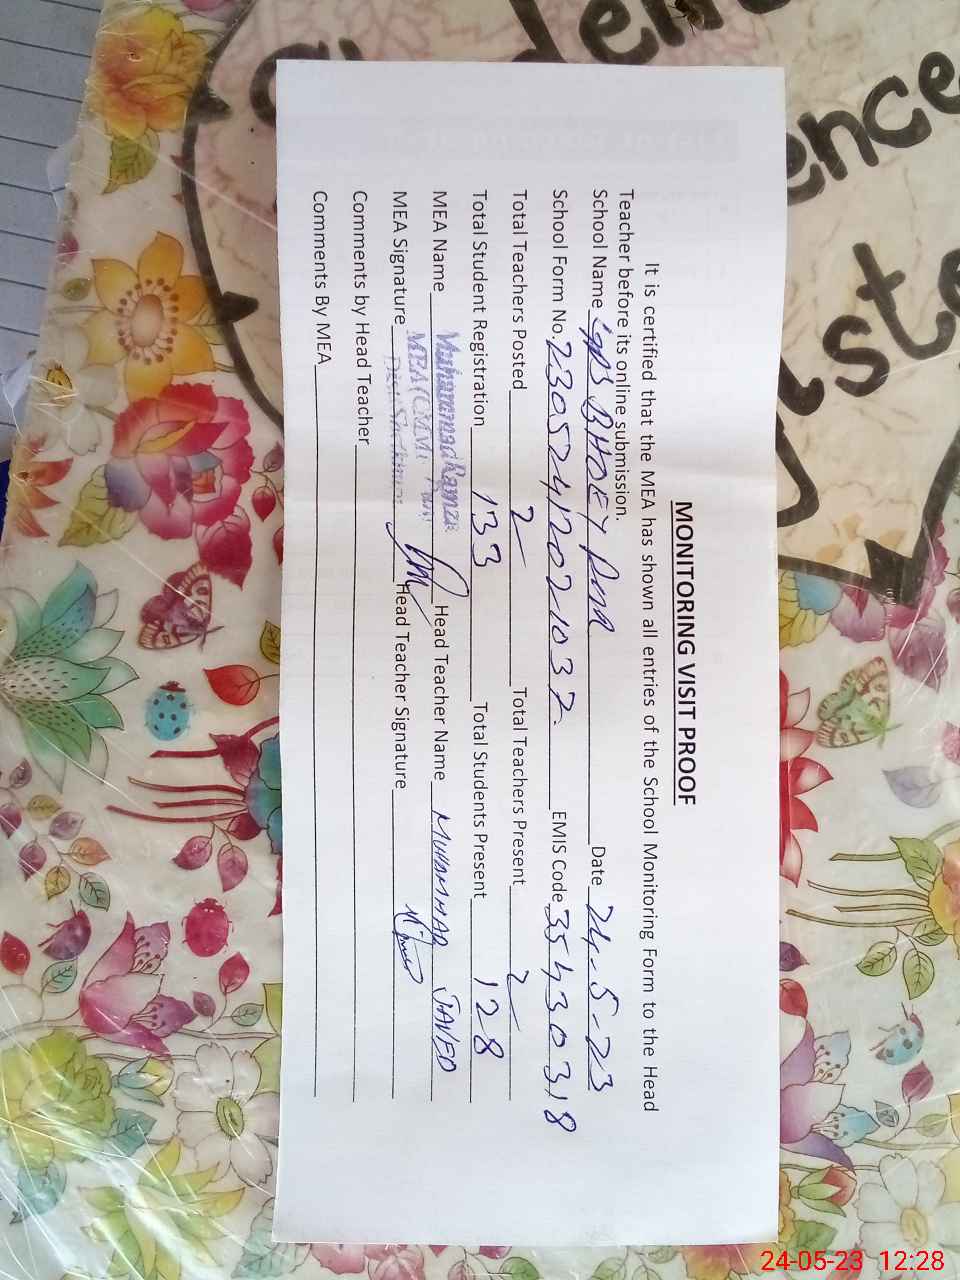 MONITORING VISIT PROOF
It is certified that the MEA has shown all entries of the School Monitoring Form to the Head
Teacher before its online submission.
School Name GPS BHOEY Date 24-5-23
School Form No. EMIS Code 35430318
Total Teachers Posted 2 Total Teachers Present 2
Total Student Registration 133 Total Students Present 128
MEA Name Muhammad Head Teacher Name MUHAMMAD JAVED
MEA Signature Head Teacher Signature
Comments by Head Teacher
Comments By MEA
24-05-23 12:28